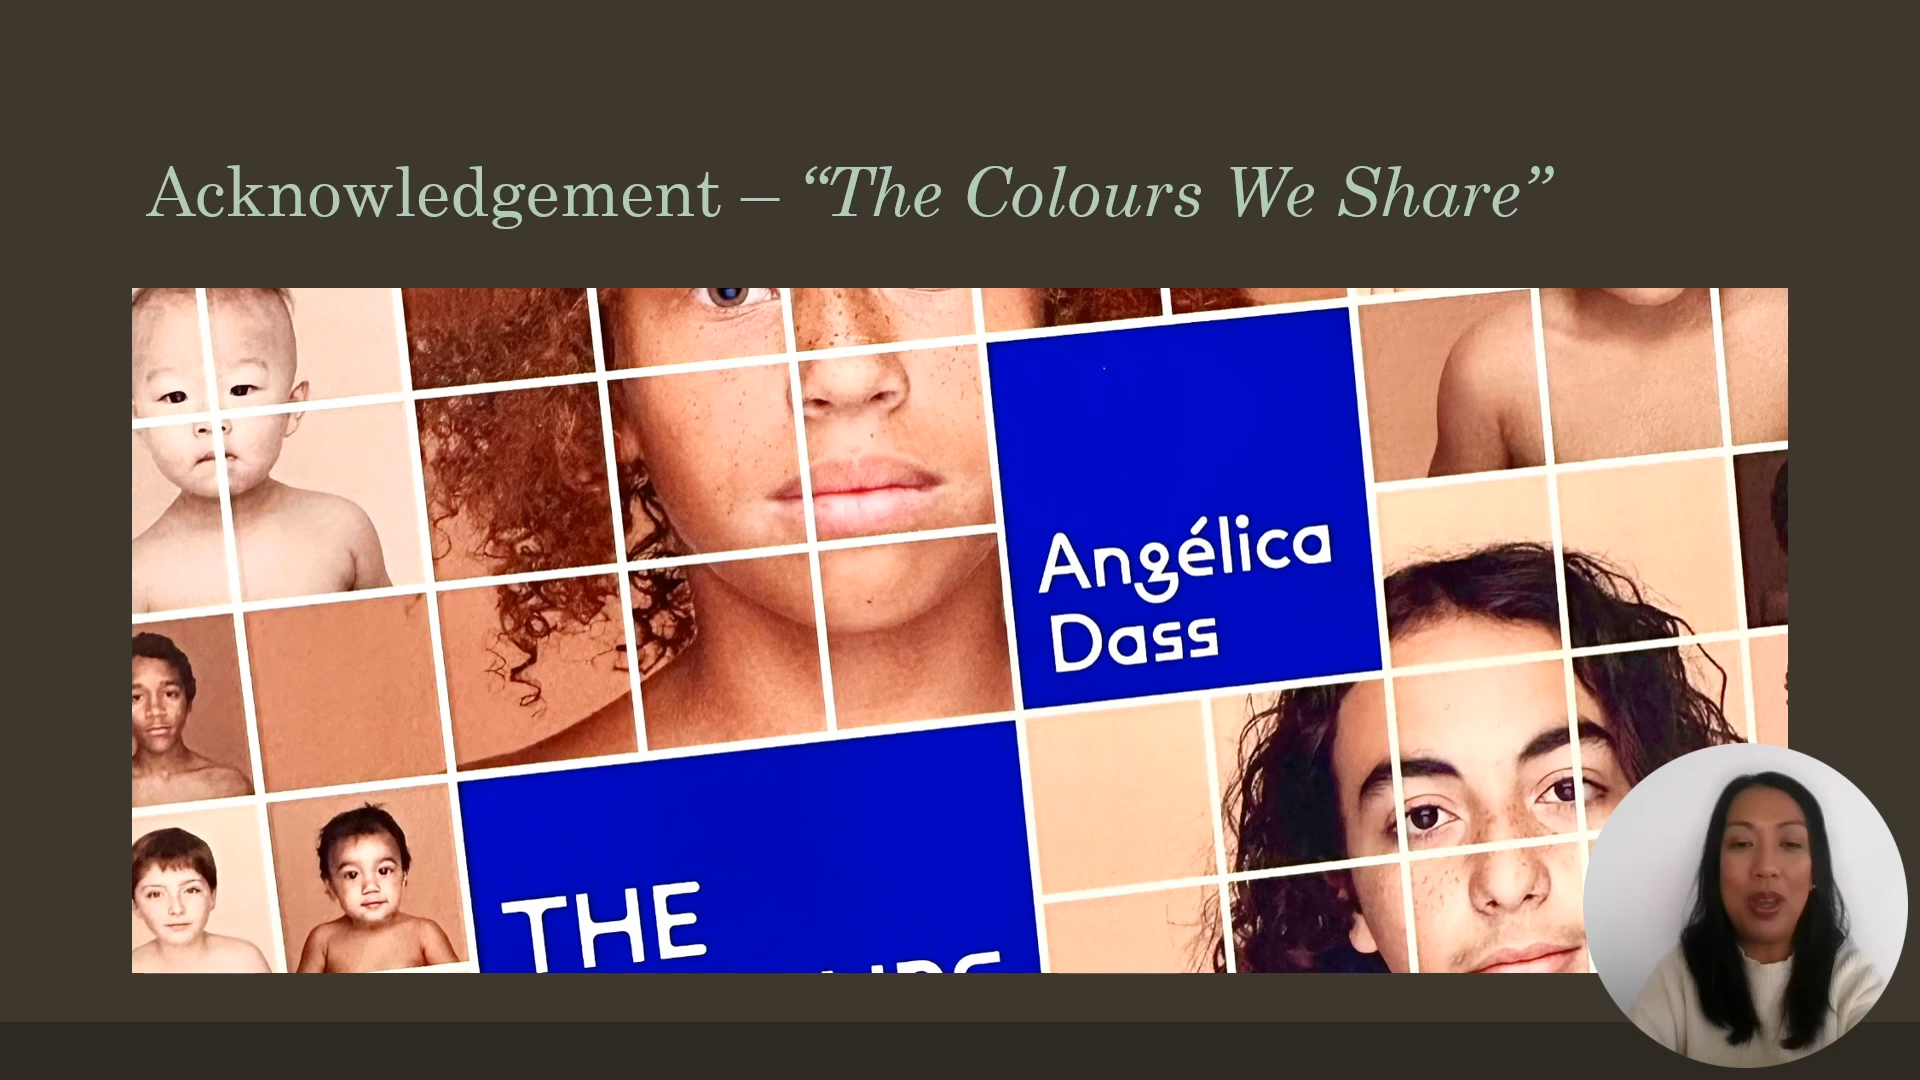 Acknowledgement – “The Colours We Share”
Angélica
Dass
THE